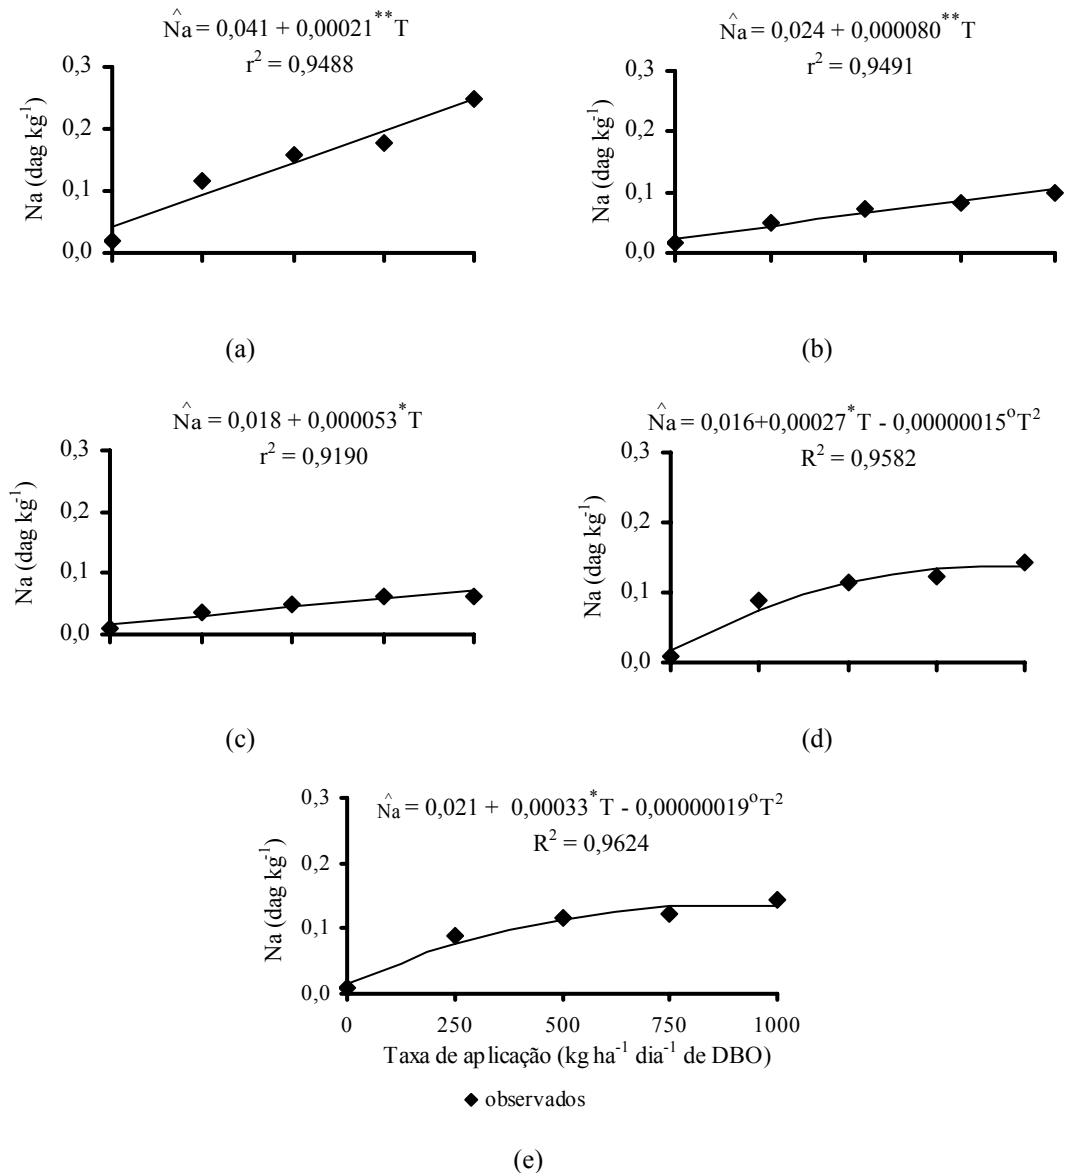 N̂a = 0,041 + 0,00021**T
r² = 0,9488
0,3
0,2
0,1
0,0
Na (dag kg⁻¹)
(a)
N̂a = 0,024 + 0,000080**T
r² = 0,9491
0,3
0,2
0,1
0,0
Na (dag kg⁻¹)
(b)
N̂a = 0,018 + 0,000053*T
r² = 0,9190
0,3
0,2
0,1
0,0
Na (dag kg⁻¹)
(c)
N̂a = 0,016+0,00027*T - 0,00000015ºT²
R² = 0,9582
0,3
0,2
0,1
0,0
Na (dag kg⁻¹)
(d)
N̂a = 0,021 + 0,00033*T - 0,00000019ºT²
R² = 0,9624
0,3
0,2
0,1
0,0
Na (dag kg⁻¹)
0 250 500 750 1000
Taxa de aplicação (kg ha⁻¹ dia⁻¹ de DBO)
observados
(e)